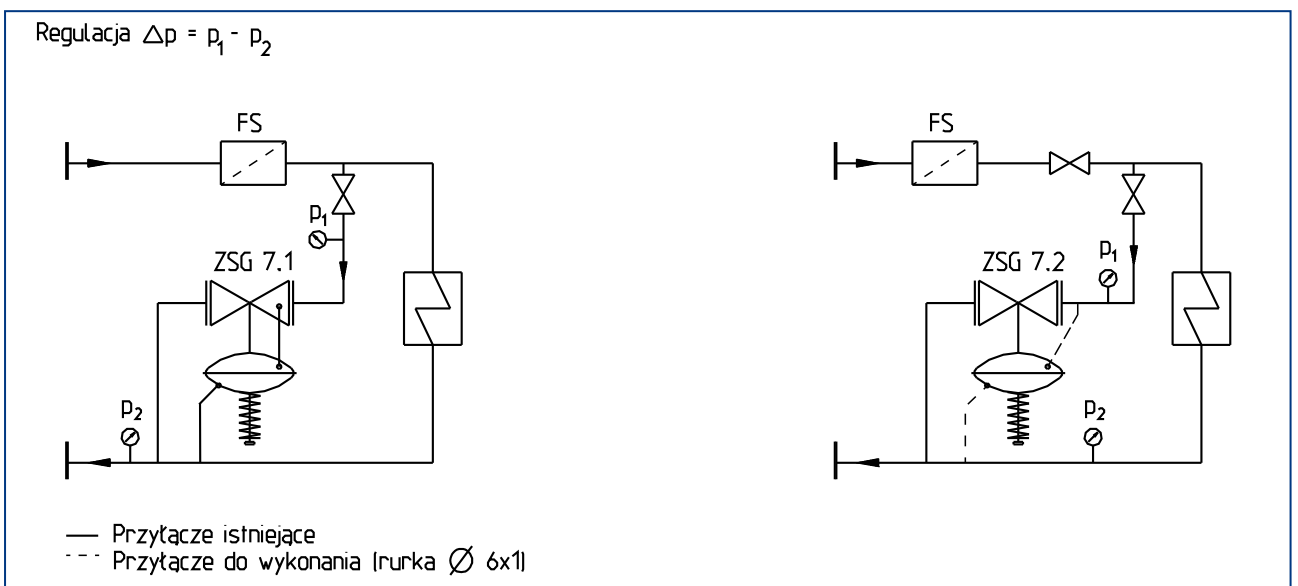 Regulacja △p = p₁ - p₂
FS
p₁
ZSG 7.1
p₂
FS
p₁
ZSG 7.2
p₂
Przyłącze istniejące
Przyłącze do wykonania (rurka Ø 6x1)